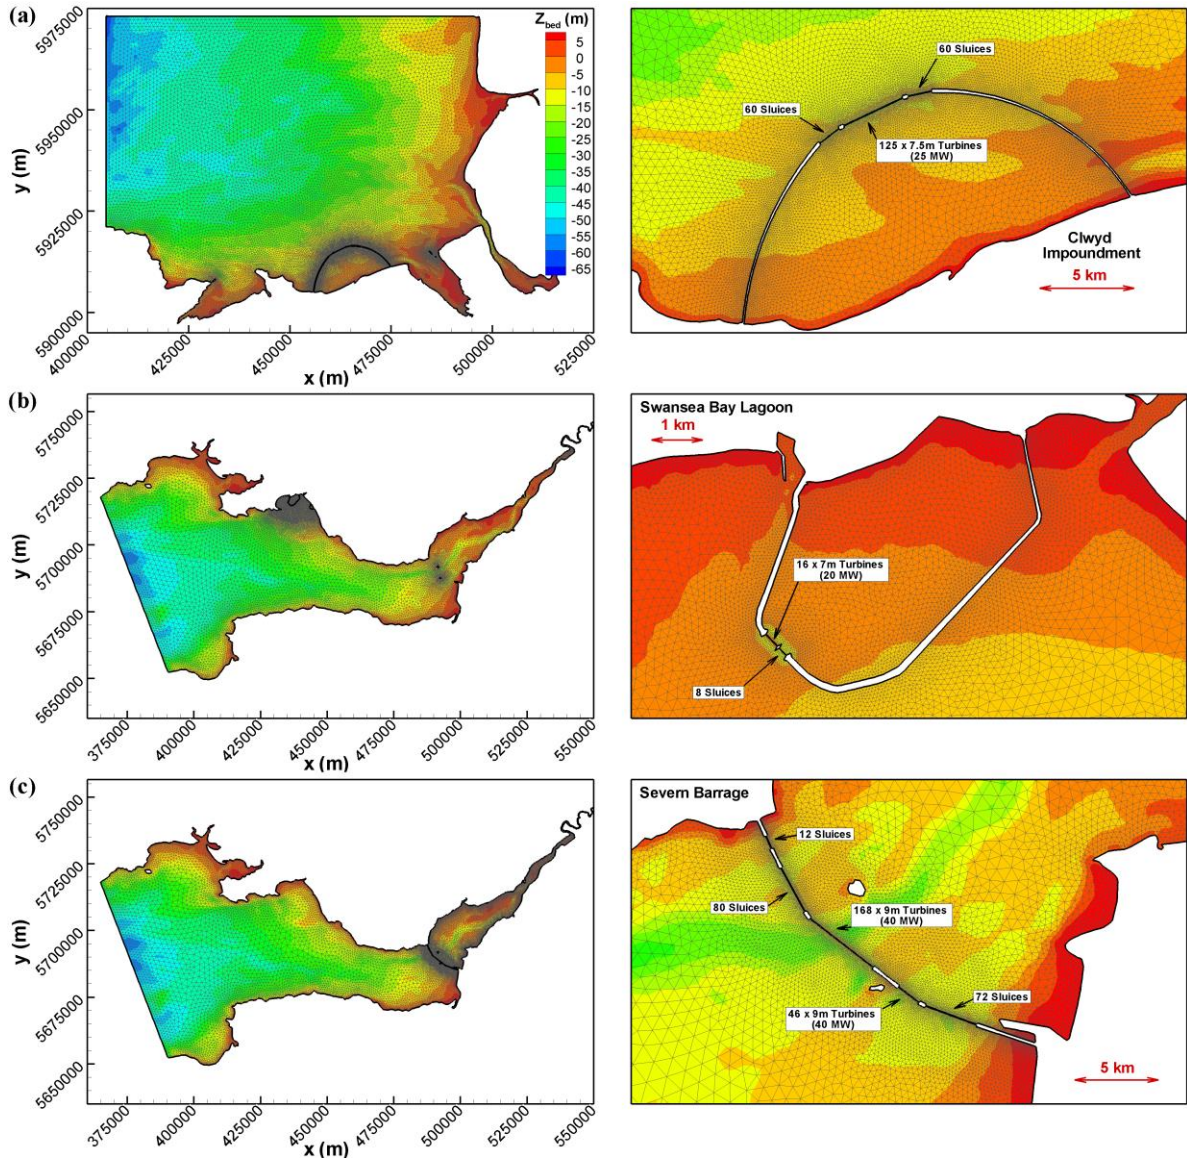 (a)
Z_bed (m)
5
0
-5
-10
-15
-20
-25
-30
-35
-40
-45
-50
-55
-60
-65
y (m)
5975000
5950000
5925000
5900000
400000
425000
450000
475000
500000
525000
x (m)
60 Sluices
60 Sluices
125 x 7.5m Turbines
(25 MW)
Clwyd
Impoundment
5 km
(b)
y (m)
5750000
5725000
5700000
5675000
5650000
375000
400000
425000
450000
475000
500000
525000
550000
x (m)
Swansea Bay Lagoon
1 km
16 x 7m Turbines
(20 MW)
8 Sluices
(c)
y (m)
5750000
5725000
5700000
5675000
5650000
375000
400000
425000
450000
475000
500000
525000
550000
x (m)
Severn Barrage
12 Sluices
80 Sluices
168 x 9m Turbines
(40 MW)
72 Sluices
46 x 9m Turbines
(40 MW)
5 km